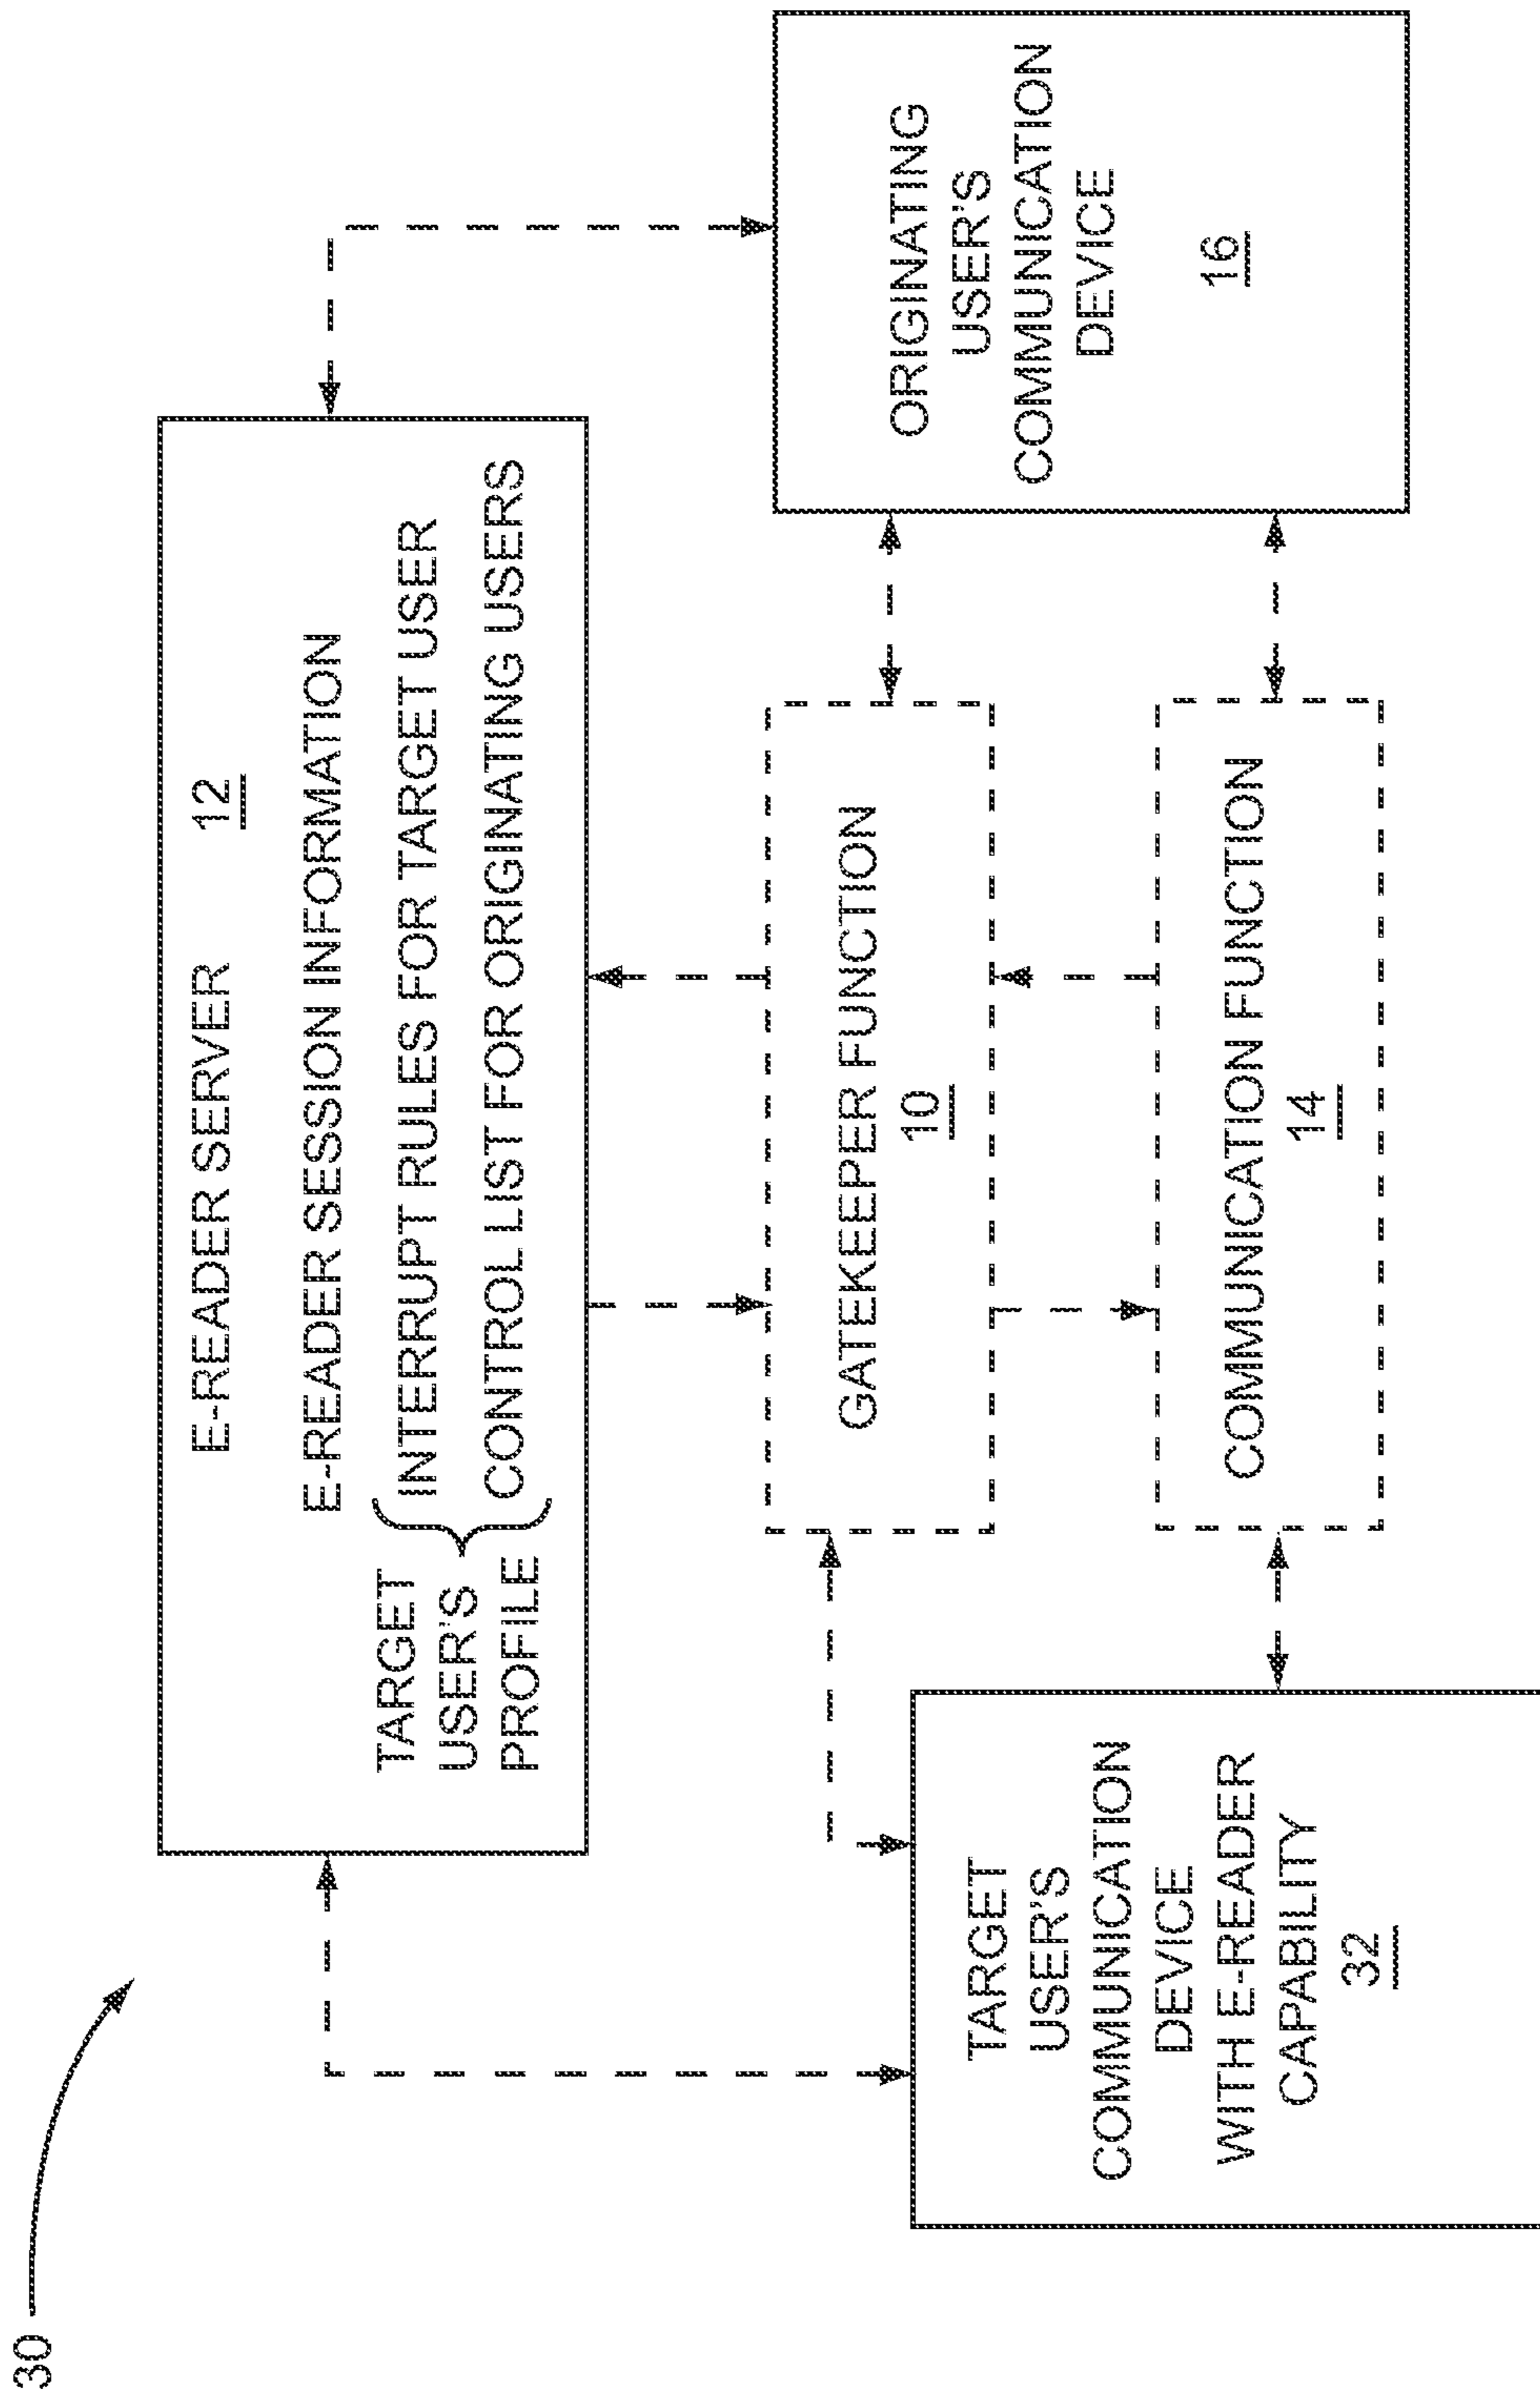 30
E-READER SERVER 12
E-READER SESSION INFORMATION
TARGET
USER'S
PROFILE
INTERRUPT RULES FOR TARGET USER
CONTROL LIST FOR ORIGINATING USERS
GATEKEEPER FUNCTION
10
COMMUNICATION FUNCTION
14
TARGET
USER'S
COMMUNICATION
DEVICE
WITH E-READER
CAPABILITY
32
ORIGINATING
USER'S
COMMUNICATION
DEVICE
16